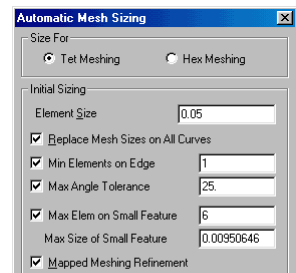 Automatic Mesh Sizing
Size For
Tet Meshing Hex Meshing
Initial Sizing
Element Size 0.05
Replace Mesh Sizes on All Curves
Min Elements on Edge 1
Max Angle Tolerance 25.
Max Elem on Small Feature 6
Max Size of Small Feature 0.00950646
Mapped Meshing Refinement